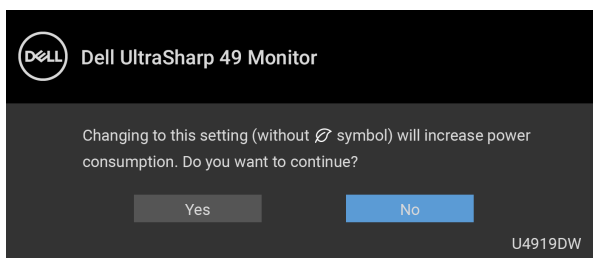 DELL Dell UltraSharp 49 Monitor
Changing to this setting (without symbol) will increase power
consumption. Do you want to continue?
Yes No
U4919DW